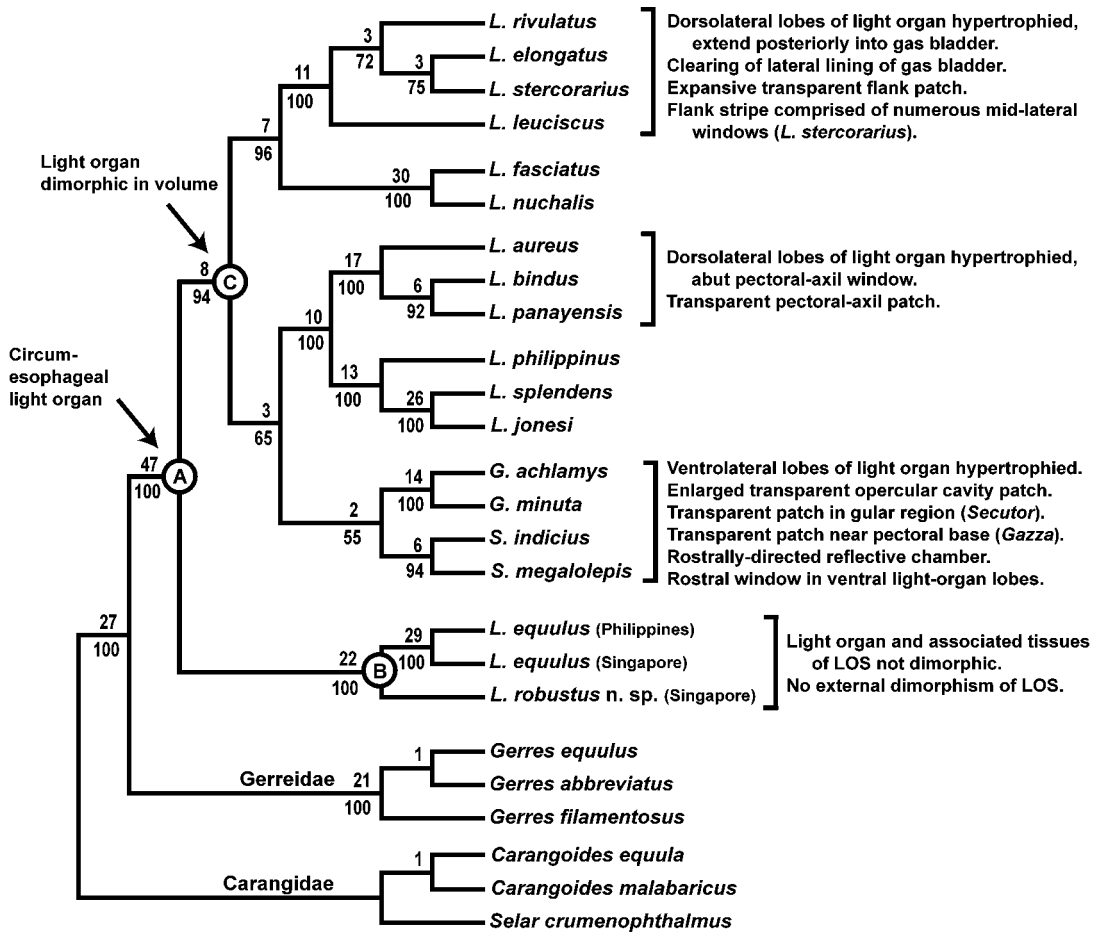 3
L. rivulatus
72
3
L. elongatus
75
L. stercorarius
11
100
L. leuciscus
Dorsolateral lobes of light organ hypertrophied,
extend posteriorly into gas bladder.
Clearing of lateral lining of gas bladder.
Expansive transparent flank patch.
Flank stripe comprised of numerous mid-lateral
windows (L. stercorarius).
7
96
Light organ
dimorphic in volume
30
100
L. fasciatus
L. nuchalis
8
94
C
17
100
L. aureus
6
92
L. bindus
L. panayensis
Dorsolateral lobes of light organ hypertrophied,
abut pectoral-axil window.
Transparent pectoral-axil patch.
10
100
13
100
L. philippinus
26
100
L. splendens
L. jonesi
Circum-
esophageal
light organ
3
65
47
100
A
14
100
G. achlamys
G. minuta
2
55
6
94
S. indicius
S. megalolepis
Ventrolateral lobes of light organ hypertrophied.
Enlarged transparent opercular cavity patch.
Transparent patch in gular region (Secutor).
Transparent patch near pectoral base (Gazza).
Rostrally-directed reflective chamber.
Rostral window in ventral light-organ lobes.
27
100
22
100
B
29
100
L. equulus (Philippines)
L. equulus (Singapore)
L. robustus n. sp. (Singapore)
Light organ and associated tissues
of LOS not dimorphic.
No external dimorphism of LOS.
Gerreidae
21
100
1
Gerres equulus
Gerres abbreviatus
Gerres filamentosus
Carangidae
1
Carangoides equula
Carangoides malabaricus
Selar crumenophthalmus